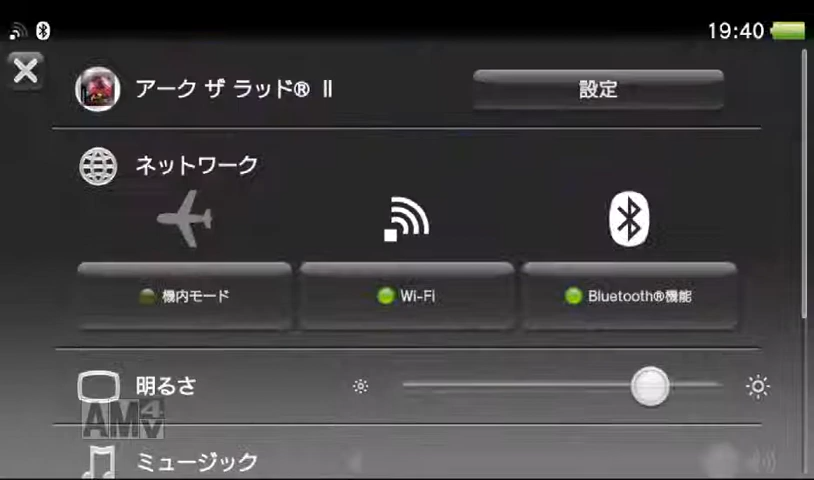 19:40
アーク ザ ラッド® Ⅱ
設定
ネットワーク
機内モード
Wi-Fi
Bluetooth®機能
明るさ
AM4v
ミュージック